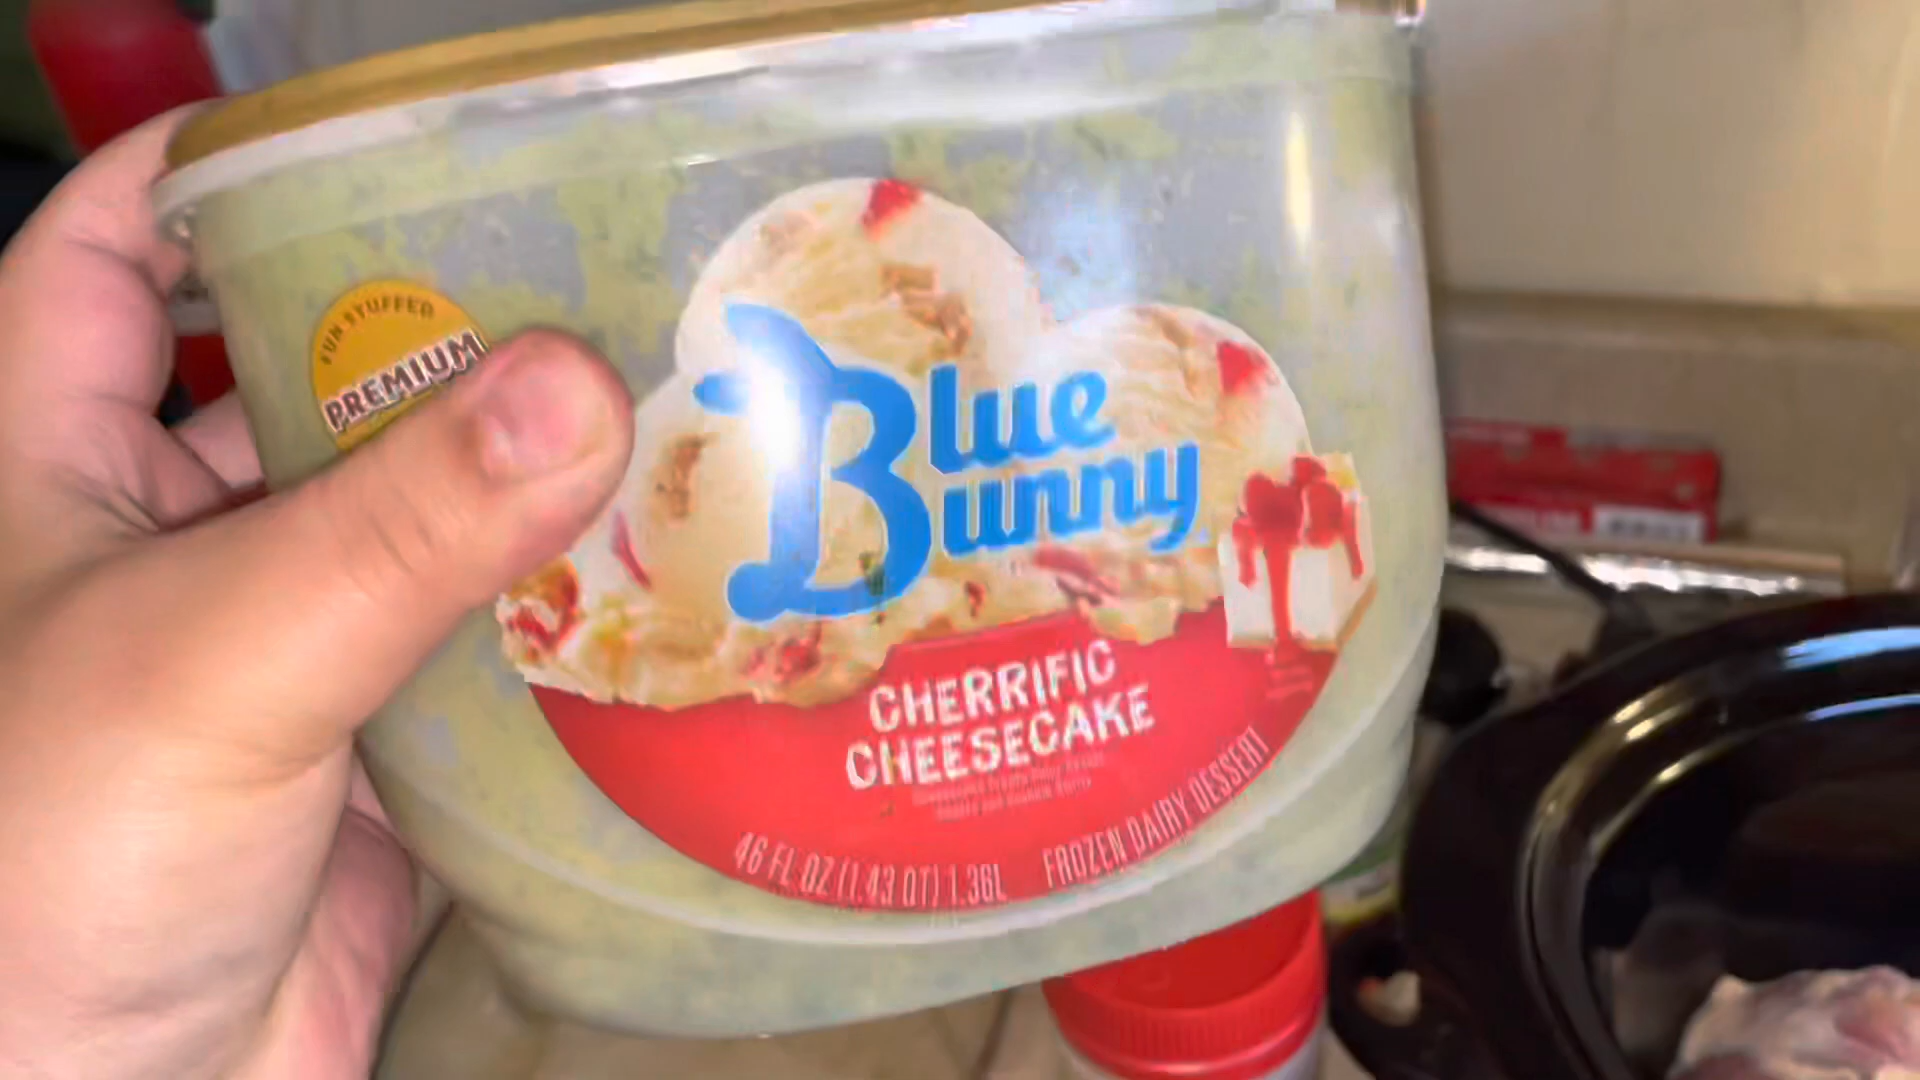 FUN STUFFED
PREMIUM
Blue
Bunny
CHERRIFIC
CHEESECAKE
46 FL OZ (1.43 QT) 1.36L
FROZEN DAIRY DESSERT